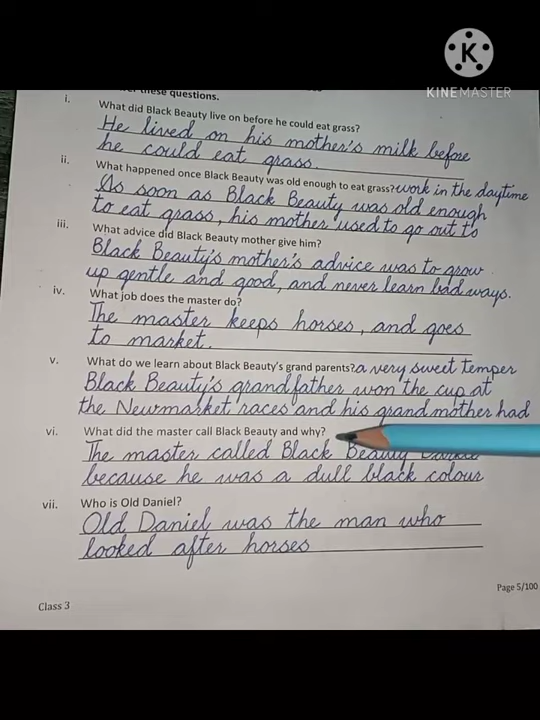 KINEMASTER
these questions.
i. What did Black Beauty live on before he could eat grass?
He lived on his mother's milk before
he could eat grass
ii. What happened once Black Beauty was old enough to eat grass? work in the daytime
As soon as Black Beauty was old enough
to eat grass, his mother used to go out to
iii. What advice did Black Beauty mother give him?
Black Beauty's mother's advice was to grow
up gentle and good, and never learn bad ways.
iv. What job does the master do?
The master keeps horses, and goes
to market.
v. What do we learn about Black Beauty's grand parents? a very sweet temper
Black Beauty's grandfather won the cup at
the Newmarket races and his grandmother had
vi. What did the master call Black Beauty and why?
The master called Black Beauty
because he was a dull black colour
vii. Who is Old Daniel?
Old Daniel was the man who
looked after horses
Page 5/100
Class 3